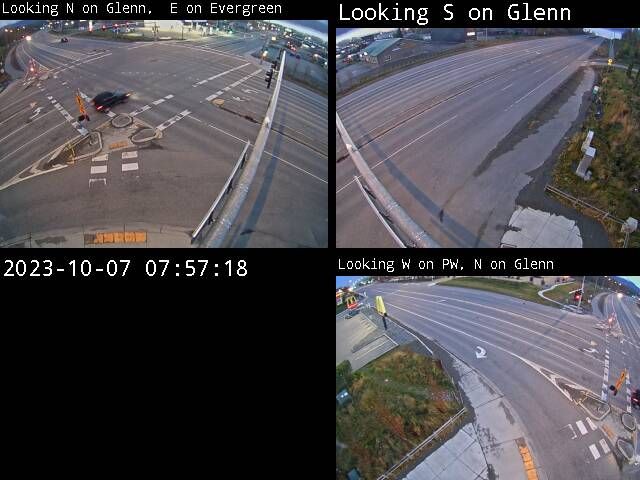 Looking N on Glenn,  E on Evergreen
Looking S on Glenn
2023-10-07 07:57:18
Looking W on PW, N on Glenn